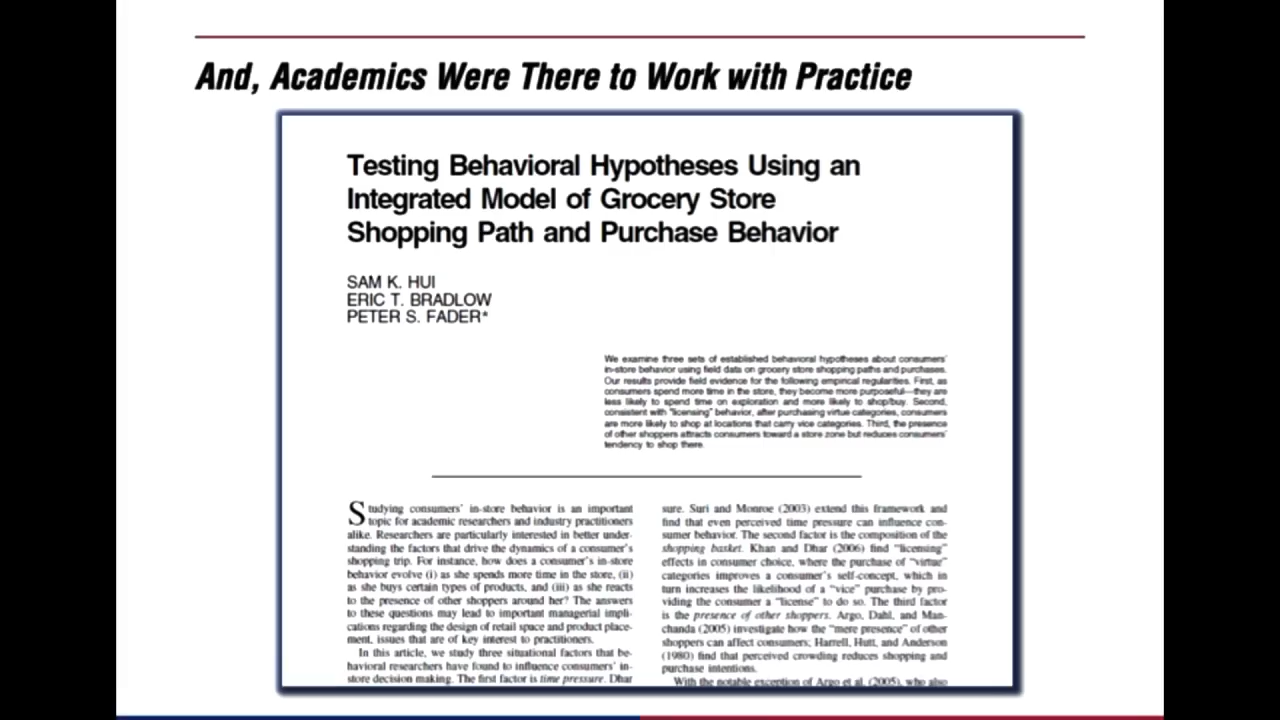 And, Academics Were There to Work with Practice
Testing Behavioral Hypotheses Using an
Integrated Model of Grocery Store
Shopping Path and Purchase Behavior
SAM K. HUI
ERIC T. BRADLOW
PETER S. FADER*
We examine three sets of established behavioral hypotheses about consumers'
in-store behavior using field data on grocery store shopping paths and purchases.
Our results provide field evidence for the following empirical regularities. First, as
consumers spend more time in the store, they become more purposeful—they are
less likely to spend time on exploration and more likely to shop/buy. Second,
consistent with "licensing" behavior, after purchasing virtue categories, consumers
are more likely to shop at locations that carry vice categories. Third, the presence
of other shoppers attracts consumers toward a store zone but reduces consumers'
tendency to shop there.
Studying consumers' in-store behavior is an important
topic for academic researchers and industry practitioners
alike. Researchers are particularly interested in better under-
standing the factors that drive the dynamics of a consumer's
shopping trip. For instance, how does a consumer's in-store
behavior evolve (i) as she spends more time in the store, (ii)
as she buys certain types of products, and (iii) as she reacts
to the presence of other shoppers around her? The answers
to these questions may lead to important managerial impli-
cations regarding the design of retail space and product place-
ment, issues that are of key interest to practitioners.
In this article, we study three situational factors that be-
havioral researchers have found to influence consumers' in-
store decision making. The first factor is time pressure. Dhar
sure. Suri and Monroe (2003) extend this framework and
find that even perceived time pressure can influence con-
sumer behavior. The second factor is the composition of the
shopping basket. Khan and Dhar (2006) find "licensing"
effects in consumer choice, where the purchase of "virtue"
categories improves a consumer's self-concept, which in
turn increases the likelihood of a "vice" purchase by pro-
viding the consumer a "license" to do so. The third factor
is the presence of other shoppers. Argo, Dahl, and Man-
chanda (2005) investigate how the "mere presence" of other
shoppers can affect consumers; Harrell, Hutt, and Anderson
(1980) find that perceived crowding reduces shopping and
purchase intentions.
With the notable exception of Argo et al. (2005), who also